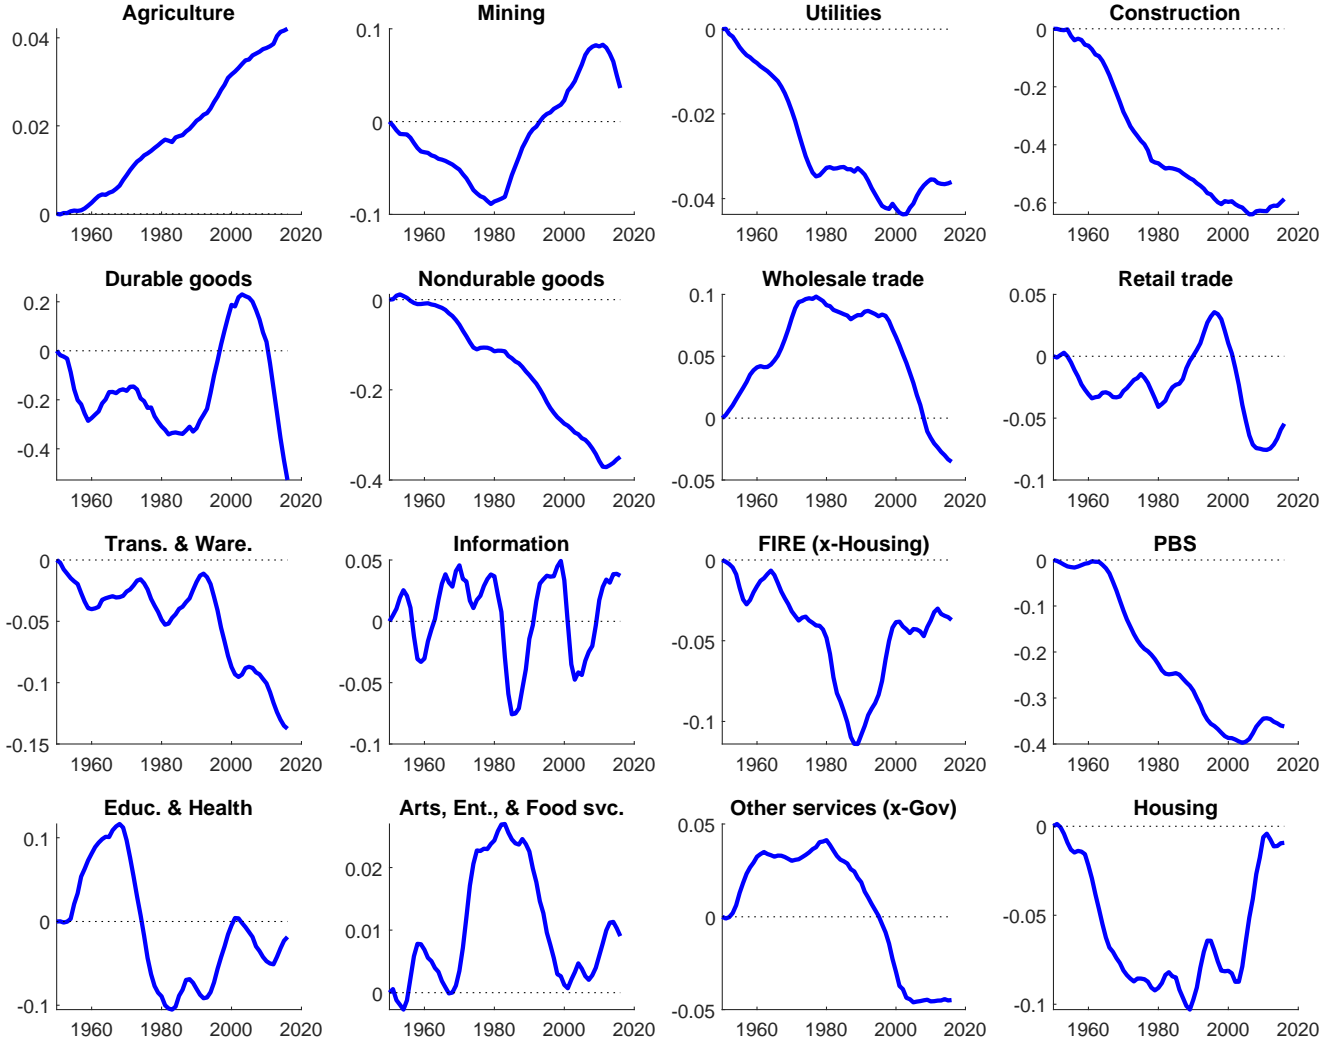 Agriculture Mining Utilities Construction
0.04 0.1 0 0
0.02 0 -0.02 -0.2
-0.4
0 -0.1 -0.04 -0.6
1960 1980 2000 2020 1960 1980 2000 2020 1960 1980 2000 2020 1960 1980 2000 2020
Durable goods Nondurable goods Wholesale trade Retail trade
0.2 0 0.1 0.05
0 0.05 0
-0.2 -0.2 0 -0.05
-0.4 -0.4 -0.05 -0.1
1960 1980 2000 2020 1960 1980 2000 2020 1960 1980 2000 2020 1960 1980 2000 2020
Trans. & Ware. Information FIRE (x-Housing) PBS
0 0.05 0 0
-0.05 0 -0.05 -0.1
-0.2
-0.1 -0.05 -0.1 -0.3
-0.15 -0.1 -0.4
1960 1980 2000 2020 1960 1980 2000 2020 1960 1980 2000 2020 1960 1980 2000 2020
Educ. & Health Arts, Ent., & Food svc. Other services (x-Gov) Housing
0.1 0.02 0.05 0
0 0.01 0 -0.05
-0.1 0 -0.05 -0.1
1960 1980 2000 2020 1960 1980 2000 2020 1960 1980 2000 2020 1960 1980 2000 2020